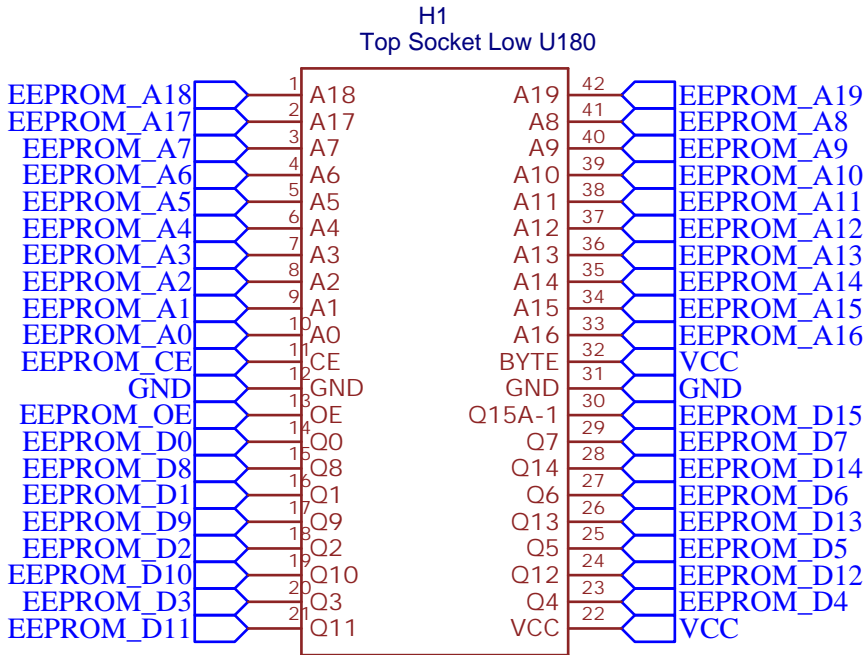 H1
Top Socket Low U180
EEPROM_A18 1 A18 A19 42 EEPROM_A19
EEPROM_A17 2 A17 A8 41 EEPROM_A8
EEPROM_A7 3 A7 A9 40 EEPROM_A9
EEPROM_A6 4 A6 A10 39 EEPROM_A10
EEPROM_A5 5 A5 A11 38 EEPROM_A11
EEPROM_A4 6 A4 A12 37 EEPROM_A12
EEPROM_A3 7 A3 A13 36 EEPROM_A13
EEPROM_A2 8 A2 A14 35 EEPROM_A14
EEPROM_A1 9 A1 A15 34 EEPROM_A15
EEPROM_A0 10 A0 A16 33 EEPROM_A16
EEPROM_CE 11 CE BYTE 32 VCC
GND 12 GND GND 31 GND
EEPROM_OE 13 OE Q15A-1 30 EEPROM_D15
EEPROM_D0 14 Q0 Q7 29 EEPROM_D7
EEPROM_D8 15 Q8 Q14 28 EEPROM_D14
EEPROM_D1 16 Q1 Q6 27 EEPROM_D6
EEPROM_D9 17 Q9 Q13 26 EEPROM_D13
EEPROM_D2 18 Q2 Q5 25 EEPROM_D5
EEPROM_D10 19 Q10 Q12 24 EEPROM_D12
EEPROM_D3 20 Q3 Q4 23 EEPROM_D4
EEPROM_D11 21 Q11 VCC 22 VCC